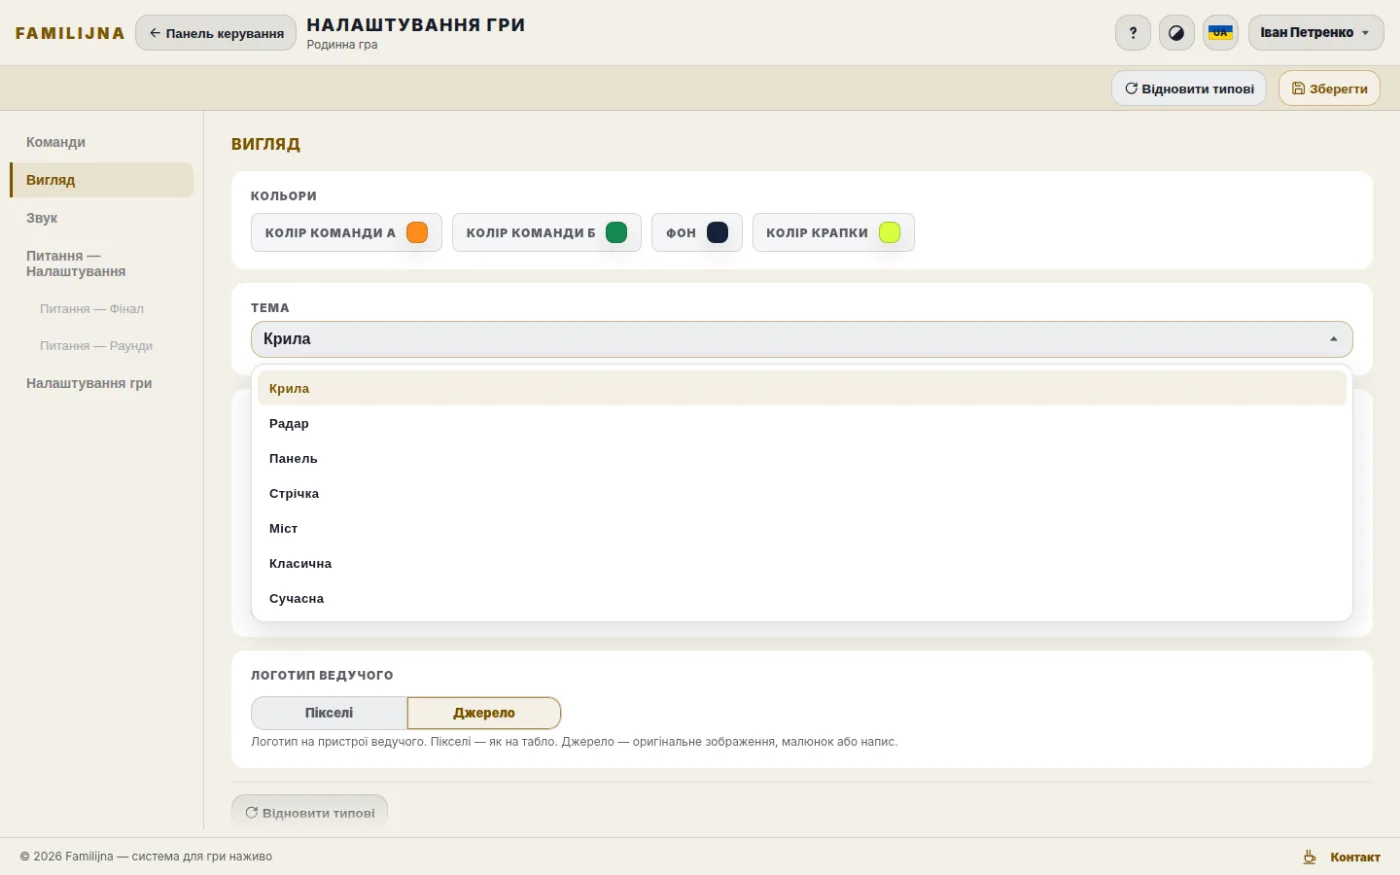 FAMILIJNA
Панель керування
НАЛАШТУВАННЯ ГРИ
Родинна гра
?
UA
Іван Петренко
Відновити типові
Зберегти
Команди
Вигляд
Звук
Питання —
Налаштування
Питання — Фінал
Питання — Раунди
Налаштування гри
ВИГЛЯД
КОЛЬОРИ
КОЛІР КОМАНДИ А
КОЛІР КОМАНДИ Б
ФОН
КОЛІР КРАПКИ
ТЕМА
Крила
Крила
Радар
Панель
Стрічка
Міст
Класична
Сучасна
ЛОГОТИП ВЕДУЧОГО
Пікселі
Джерело
Логотип на пристрої ведучого. Пікселі — як на табло. Джерело — оригінальне зображення, малюнок або напис.
Відновити типові
© 2026 Familijna — система для гри наживо
Контакт